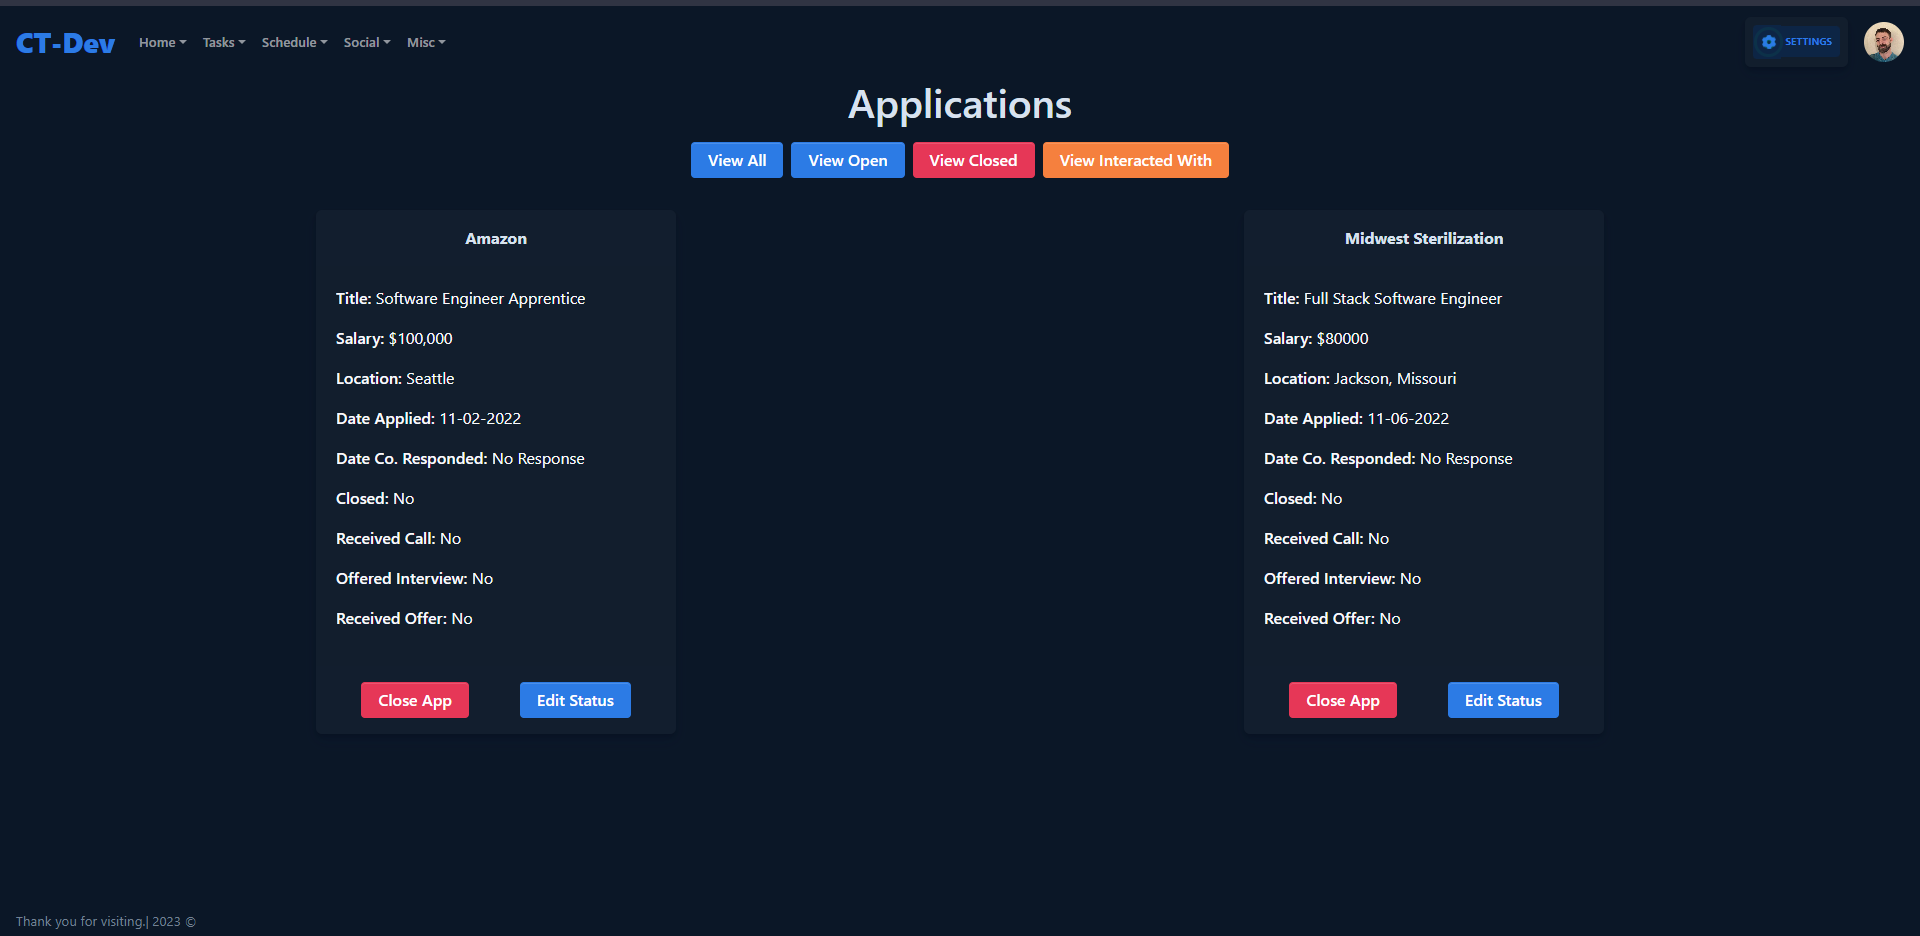 CT-Dev Home Tasks Schedule Social Misc SETTINGS
Applications
View All View Open View Closed View Interacted With
Amazon
Title: Software Engineer Apprentice
Salary: $100,000
Location: Seattle
Date Applied: 11-02-2022
Date Co. Responded: No Response
Closed: No
Received Call: No
Offered Interview: No
Received Offer: No
Close App Edit Status
Midwest Sterilization
Title: Full Stack Software Engineer
Salary: $80000
Location: Jackson, Missouri
Date Applied: 11-06-2022
Date Co. Responded: No Response
Closed: No
Received Call: No
Offered Interview: No
Received Offer: No
Close App Edit Status
Thank you for visiting.| 2023 ©